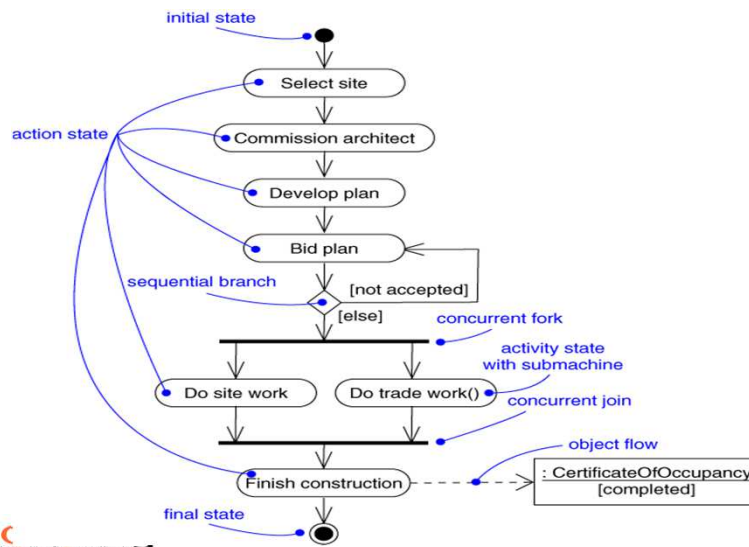 initial state
Select site
action state
Commission architect
Develop plan
Bid plan
sequential branch
[not accepted]
[else]
concurrent fork
activity state
with submachine
Do site work
Do trade work()
concurrent join
object flow
: CertificateOfOccupancy
[completed]
Finish construction
final state